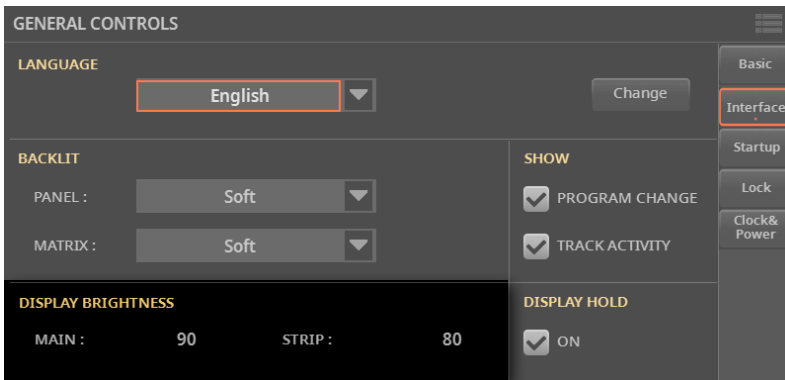 GENERAL CONTROLS
LANGUAGE
English
Change
BACKLIT
PANEL :
Soft
MATRIX :
Soft
SHOW
PROGRAM CHANGE
TRACK ACTIVITY
DISPLAY BRIGHTNESS
MAIN :
90
STRIP :
80
DISPLAY HOLD
ON
Basic
Interface
Startup
Lock
Clock&
Power